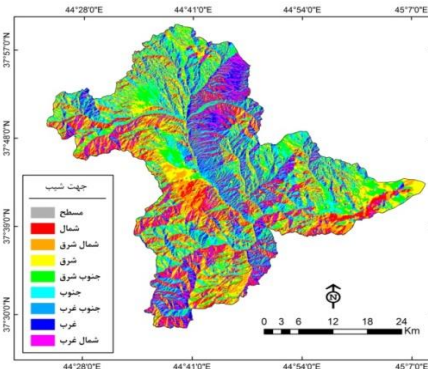 44°28'0"E 44°41'0"E 44°54'0"E 45°7'0"E
37°57'0"N
37°48'0"N
37°39'0"N
37°30'0"N
جهت شیب
مسطح
شمال
شمال شرق
شرق
جنوب شرق
جنوب
جنوب غرب
غرب
شمال غرب
N
0 3 6 12 18 24
km
44°28'0"E 44°41'0"E 44°54'0"E 45°7'0"E